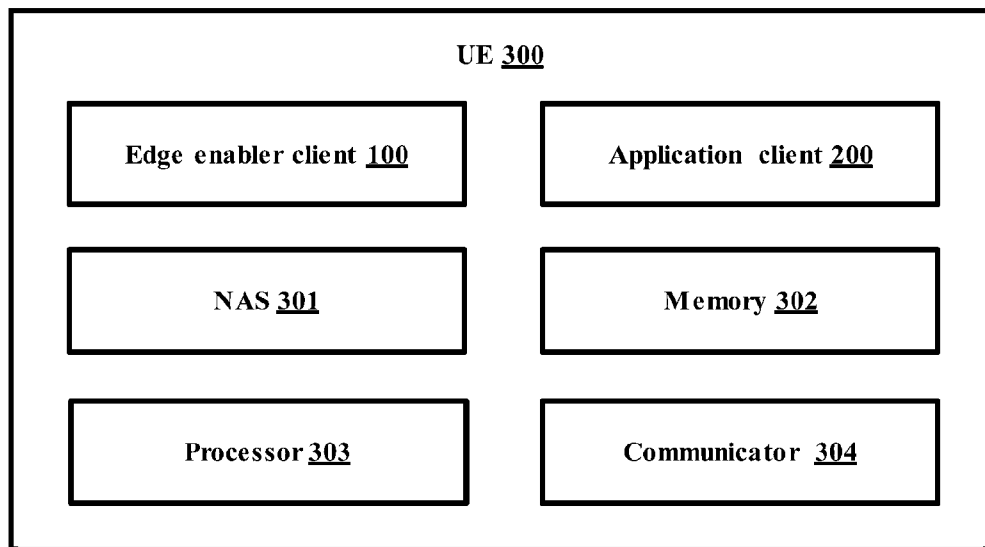 UE 300
Edge enabler client 100
Application client 200
NAS 301
Memory 302
Processor 303
Communicator 304